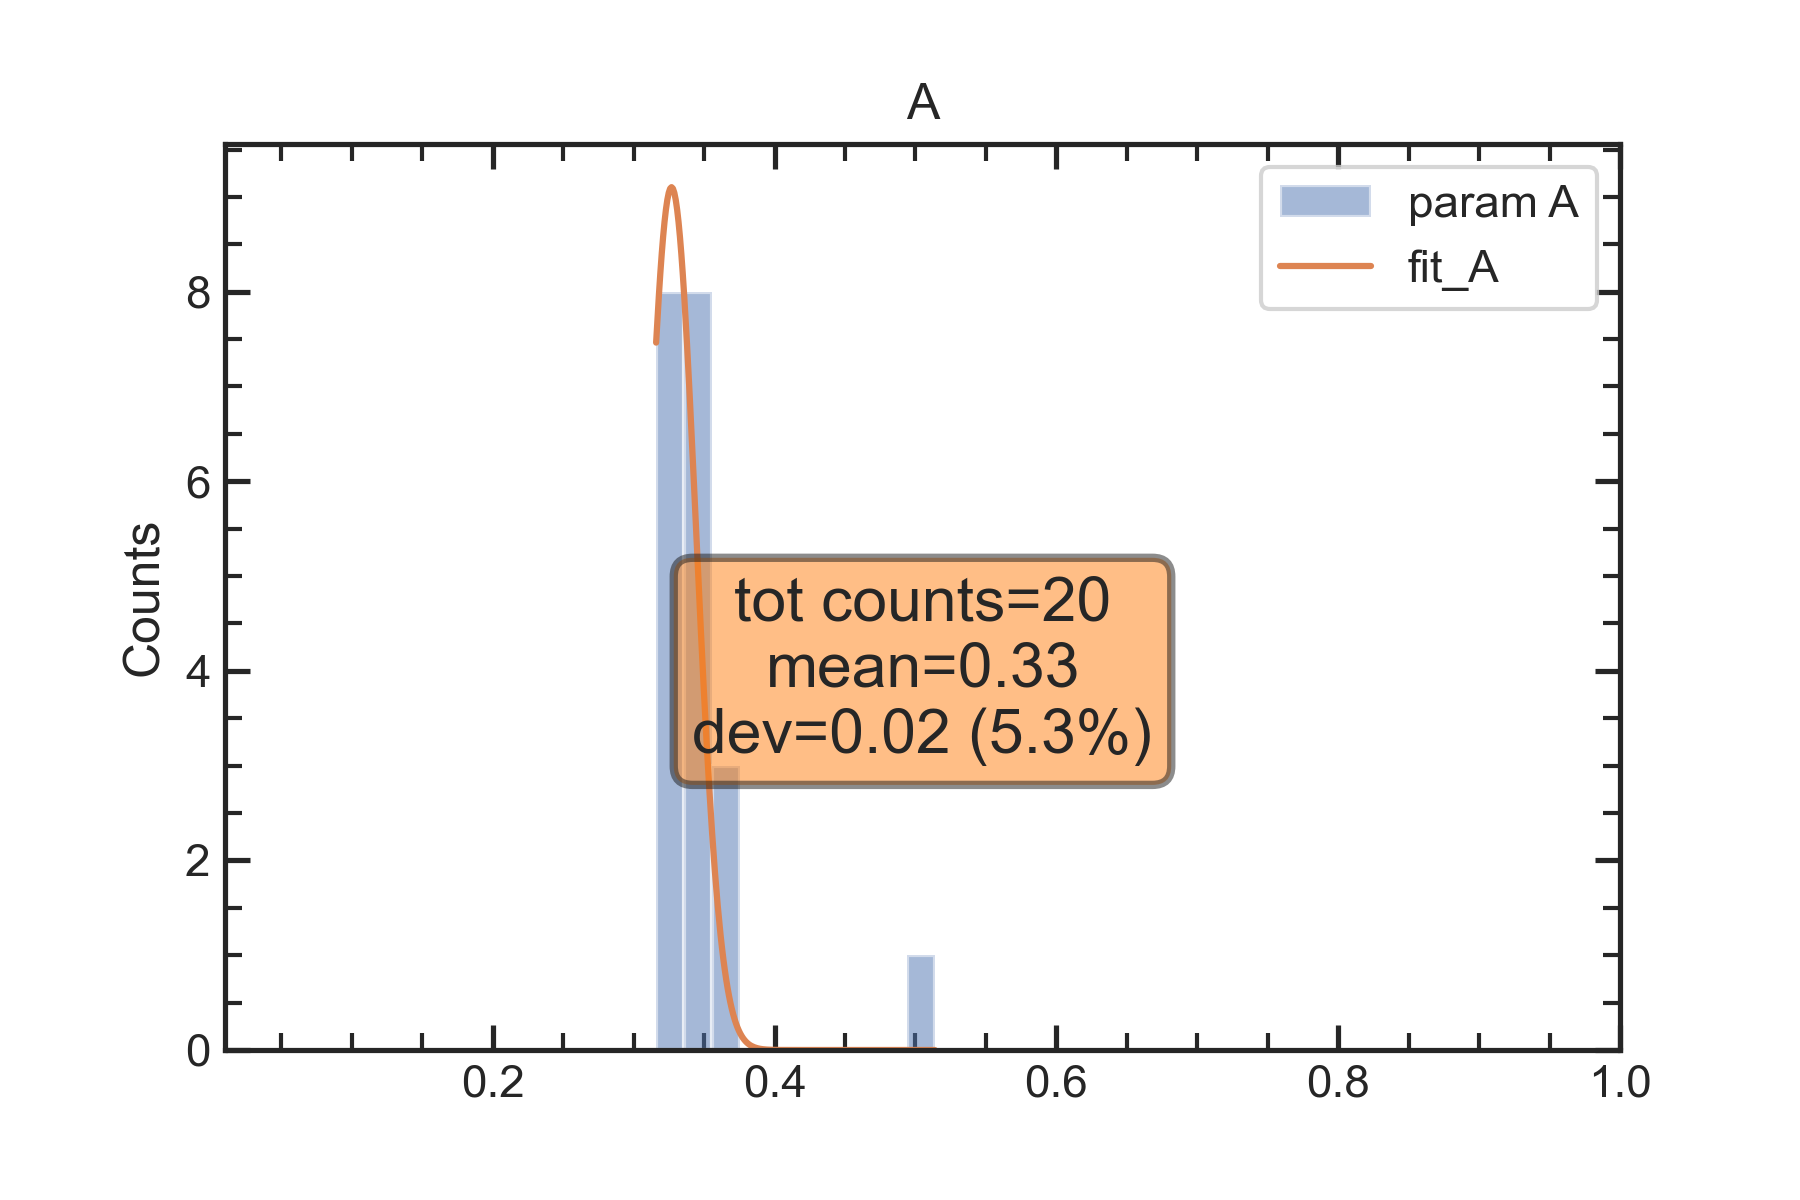 A
param A
fit_A
Counts
8
6
4
2
0
tot counts=20
mean=0.33
dev=0.02 (5.3%)
0.2 0.4 0.6 0.8 1.0